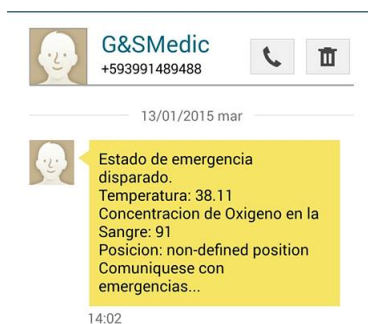 G&SMedic
+593991489488
13/01/2015 mar
Estado de emergencia
disparado.
Temperatura: 38.11
Concentracion de Oxigeno en la
Sangre: 91
Posicion: non-defined position
Comuniquese con
emergencias...
14:02